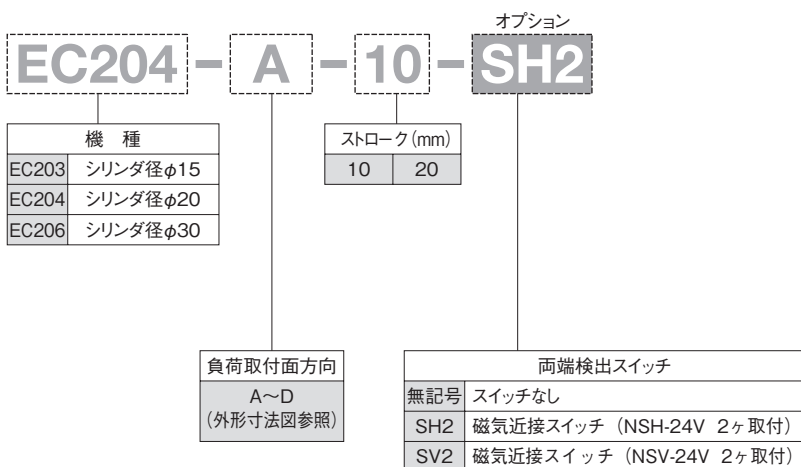 オプション
EC204 - A - 10 - SH2
機 種
EC203 シリンダ径φ15
EC204 シリンダ径φ20
EC206 シリンダ径φ30
ストローク(mm)
10 20
負荷取付面方向
A～D
(外形寸法図参照)
両端検出スイッチ
無記号 スイッチなし
SH2 磁気近接スイッチ (NSH-24V 2ヶ取付)
SV2 磁気近接スイッチ (NSV-24V 2ヶ取付)